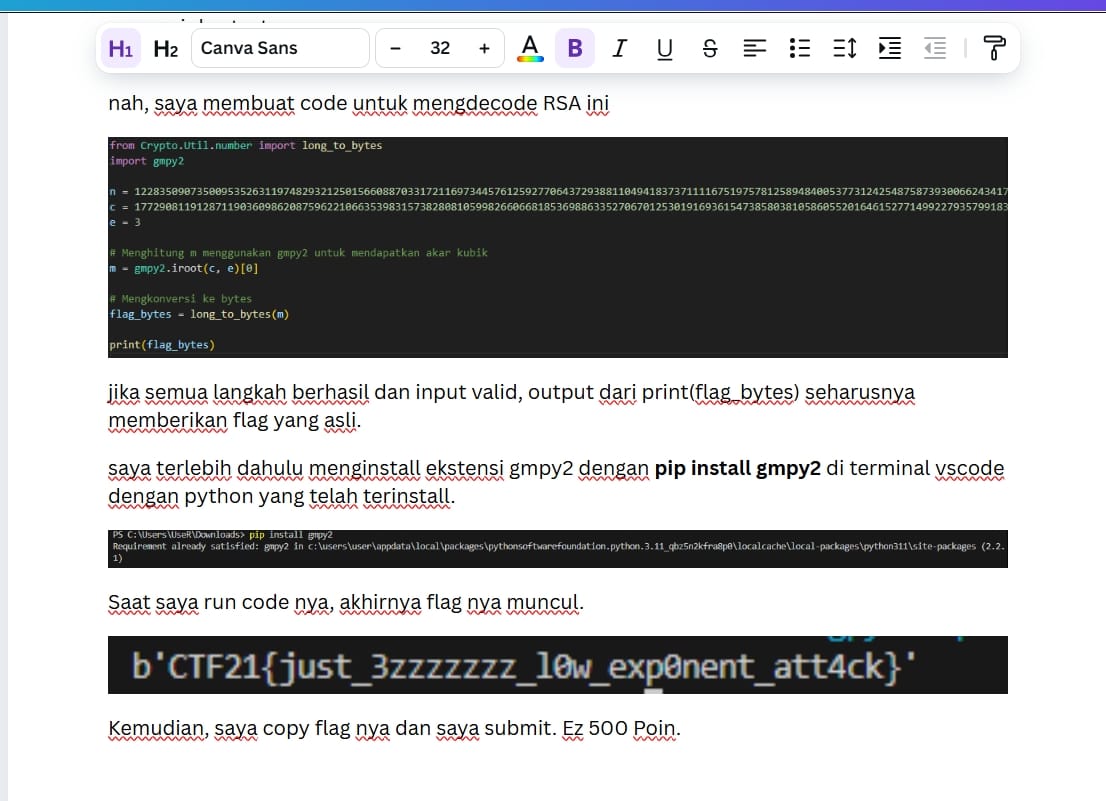 H1 H2 Canva Sans - 32 + A B I U S
nah, saya membuat code untuk mengdecode RSA ini
from Crypto.Util.number import long_to_bytes
import gmpy2
n =
c =
e = 3
# Menghitung m menggunakan gmpy2 untuk mendapatkan akar kubik
m = gmpy2.iroot(c, e)[0]
# Mengkonversi ke bytes
flag_bytes = long_to_bytes(m)
print(flag_bytes)
jika semua langkah berhasil dan input valid, output dari print(flag_bytes) seharusnya
memberikan flag yang asli.
saya terlebih dahulu menginstall ekstensi gmpy2 dengan pip install gmpy2 di terminal vscode
dengan python yang telah terinstall.
PS C:\Users\UseR\Downloads> pip install gmpy2
Requirement already satisfied: gmpy2 in c:\users\user\appdata\local\packages\pythonsoftwarefoundation.python.3.11_qbz5n2kfra8p0\localcache\local-packages\python311\site-packages (2.2.
1)
Saat saya run code nya, akhirnya flag nya muncul.
b'CTF21{just_3zzzzzzz_l0w_exp0nent_att4ck}'
Kemudian, saya copy flag nya dan saya submit. Ez 500 Poin.